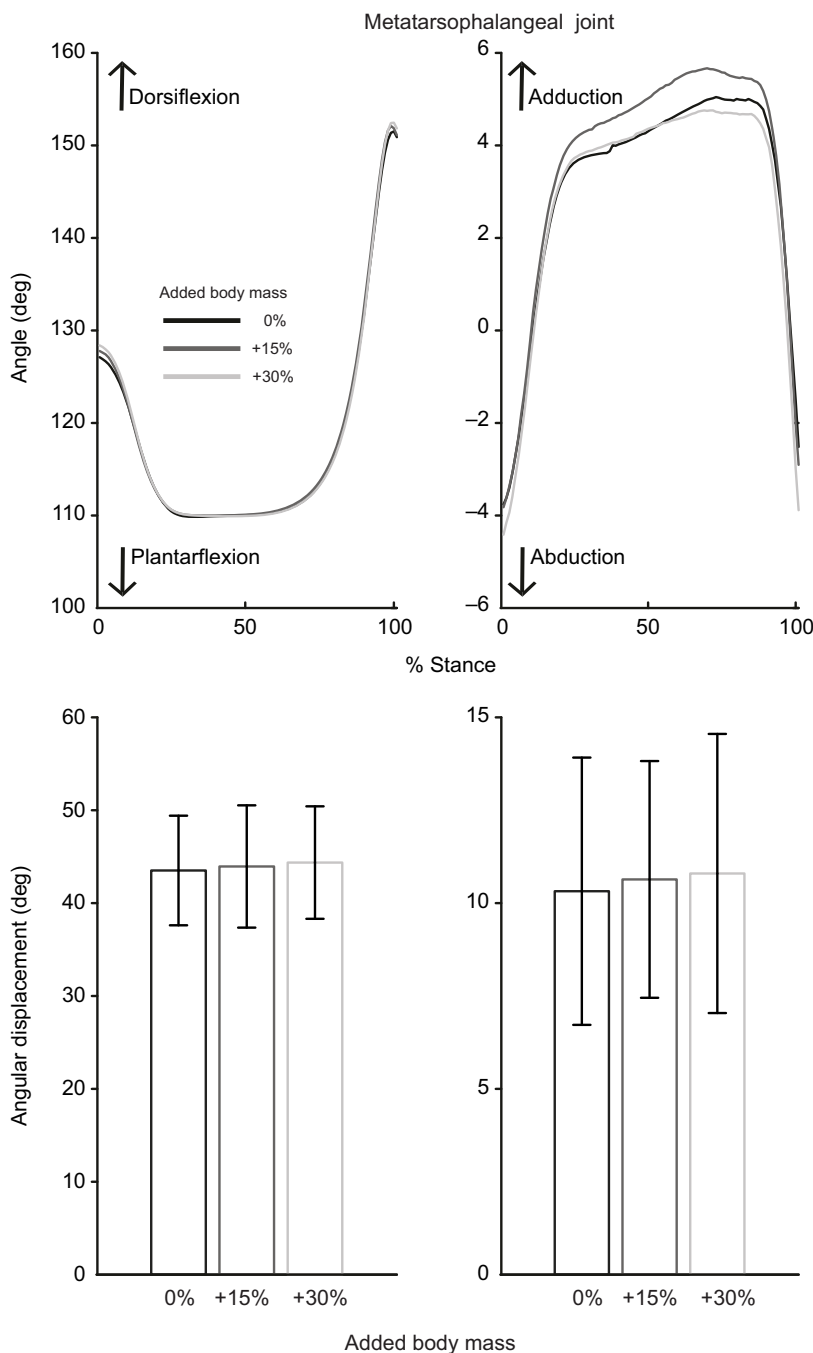 Metatarsophalangeal joint
160
150
140
130
120
110
100
Dorsiflexion
Plantarflexion
Added body mass
0%
+15%
+30%
0 50 100
Angle (deg)
6
4
2
0
–2
–4
–6
Adduction
Abduction
0 50 100
% Stance
60
50
40
30
20
10
0
Angular displacement (deg)
0% +15% +30%
15
10
5
0
0% +15% +30%
Added body mass